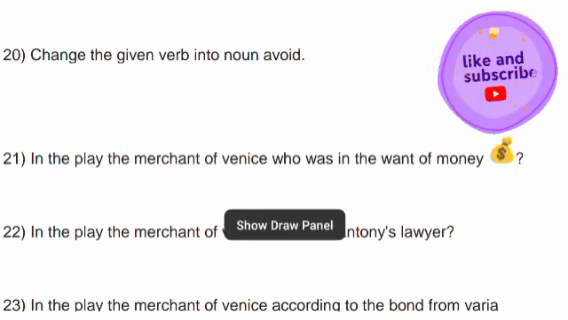 20) Change the given verb into noun avoid.
like and
subscribe
21) In the play the merchant of venice who was in the want of money 💰?
22) In the play the merchant of ntony's lawyer?
Show Draw Panel
23) In the play the merchant of venice according to the bond from varia